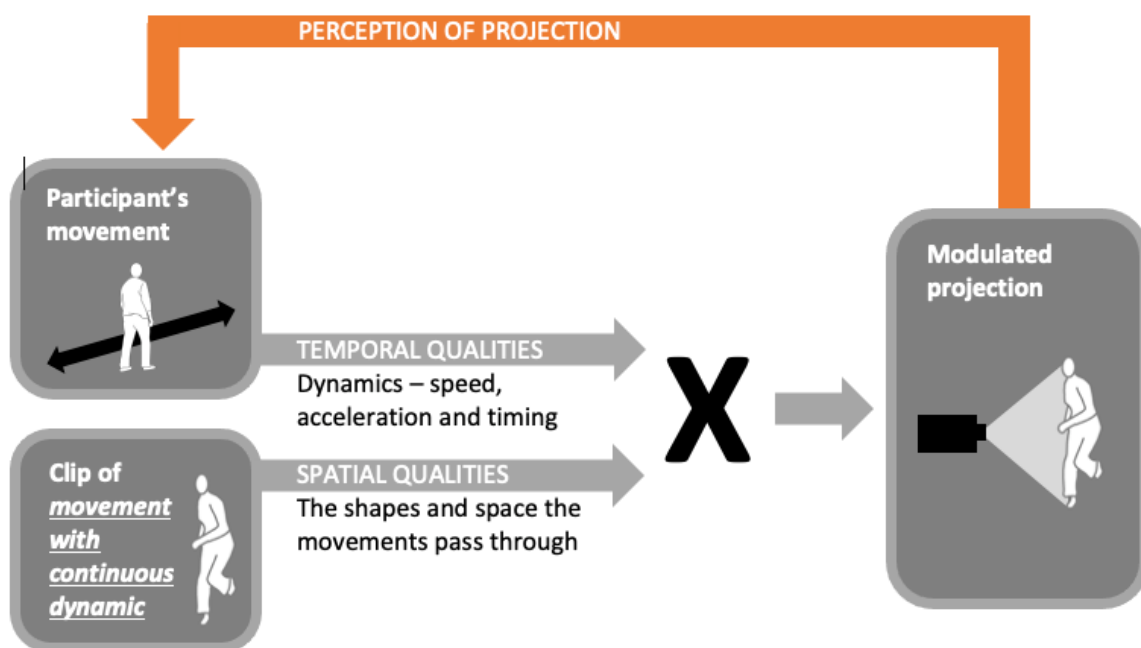 PERCEPTION OF PROJECTION
Participant’s
movement
TEMPORAL QUALITIES
Dynamics – speed,
acceleration and timing
X
Modulated
projection
Clip of
movement
with
continuous
dynamic
SPATIAL QUALITIES
The shapes and space the
movements pass through